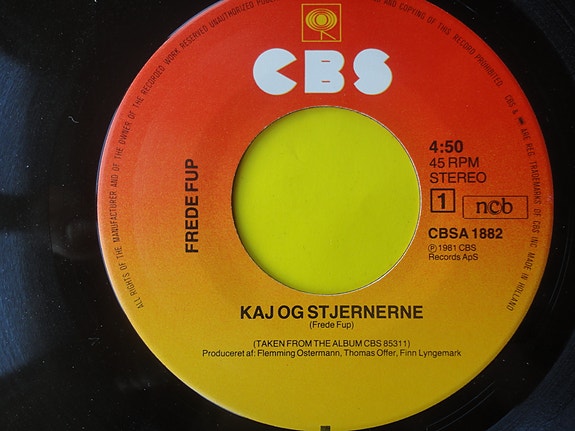 CBS
FREDE FUP
4:50
45 RPM
STEREO
1
ncb
CBSA 1882
℗ 1981 CBS
Records ApS
KAJ OG STJERNERNE
(Frede Fup)
(TAKEN FROM THE ALBUM CBS 85311)
Produceret af: Flemming Ostermann, Thomas Offer, Finn Lyngemark
ALL RIGHTS OF THE MANUFACTURER AND OF THE OWNER OF THE RECORDED WORK RESERVED UNAUTHORIZED
AND COPYING OF THIS RECORD PROHIBITED
CBS &
ARE REG. TRADEMARKS OF CBS INC MADE IN HOLLAND